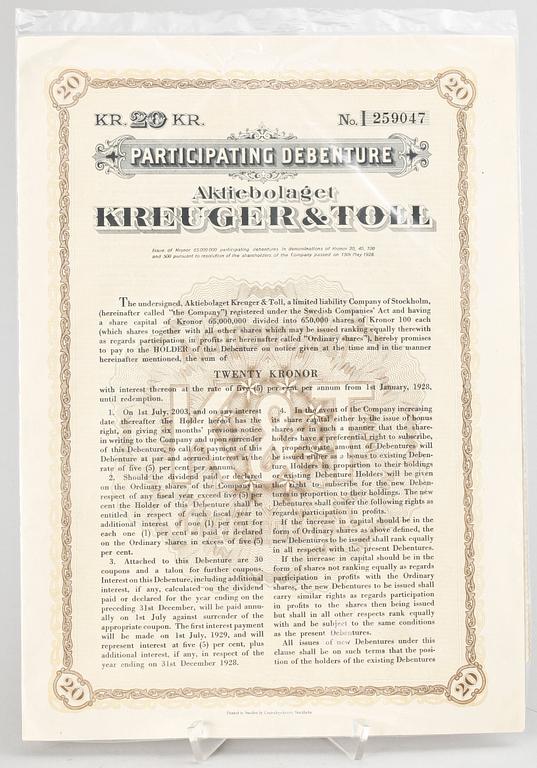 20
20
KR. 20 KR.
No. I 259047
PARTICIPATING DEBENTURE
Aktiebolaget
KREUGER & TOLL
Issue of Kronor 65,000,000 participating debentures in denominations of Kronor 20, 40, 100
and 500 pursuant to resolution of the shareholders of the Company passed on 15th May 1928.
The undersigned, Aktiebolaget Kreuger & Toll, a limited liability Company of Stockholm,
(hereinafter called "the Company") registered under the Swedish Companies' Act and having
a share capital of Kronor 65,000,000 divided into 650,000 shares of Kronor 100 each
(which shares together with all other shares which may be issued ranking equally therewith
as regards participation in profits are hereinafter called "Ordinary shares"), hereby promises
to pay to the HOLDER of this Debenture on notice given at the time and in the manner
hereinafter mentioned, the sum of
TWENTY KRONOR
with interest thereon at the rate of five (5) per cent. per annum from 1st January, 1928,
until redemption.
1. On 1st July, 2003, and on any interest
date thereafter the Holder hereof has the
right, on giving six months' previous notice
in writing to the Company and upon surrender
of this Debenture, to full payment of this
Debenture at par and accrued interest at the
rate of five (5) per cent per annum.
2. Should the dividend paid or declared
on the Ordinary shares of the Company in
respect of any fiscal year exceed five (5) per
cent the Holder of this Debenture shall be
entitled in respect of such fiscal year to
additional interest of one (1) per cent for
each one (1) per cent so paid or declared
on the Ordinary shares in excess of five (5)
per cent.
3. Attached to this Debenture are 30
coupons and a talon for further coupons.
Interest on this Debenture, including additional
interest, if any, calculated on the dividend
paid or declared for the year ending on the
preceding 31st December, will be paid annu-
ally on 1st July against surrender of the
appropriate coupon. The first interest payment
will be made on 1st July, 1929, and will
represent interest at five (5) per cent, plus
additional interest, if any, in respect of the
year ending on 31st December 1928.
4. In the event of the Company increasing
its share capital either by the issue of bonus
shares or in such a manner that the share-
holders have a preferential right to subscribe,
a proportionate amount of Debentures will
be issued either as bonus to existing Deben-
ture Holders in proportion to their holdings
or existing Debenture Holders will be given
the right to subscribe for the new Deben-
tures in proportion to their holdings. The new
Debentures shall confer the following rights as
regards participation in profits.
If the increase in capital should be in the
form of Ordinary shares as above defined, the
new Debentures to be issued shall rank equally
in all respects with the present Debentures.
If the increase in capital should be in the
form of shares not ranking equally as regards
participation in profits with the Ordinary
shares, the new Debentures to be issued shall
carry similar rights as regards participation
in profits to the shares then being issued
but shall in all other respects rank equally
with and be subject to the same conditions
as the present Debentures.
All issues of new Debentures under this
clause shall be on such terms that the posi-
tion of the holders of the existing Debentures
K&T
20
20
Printed in Sweden by Centraltryckeriet, Stockholm